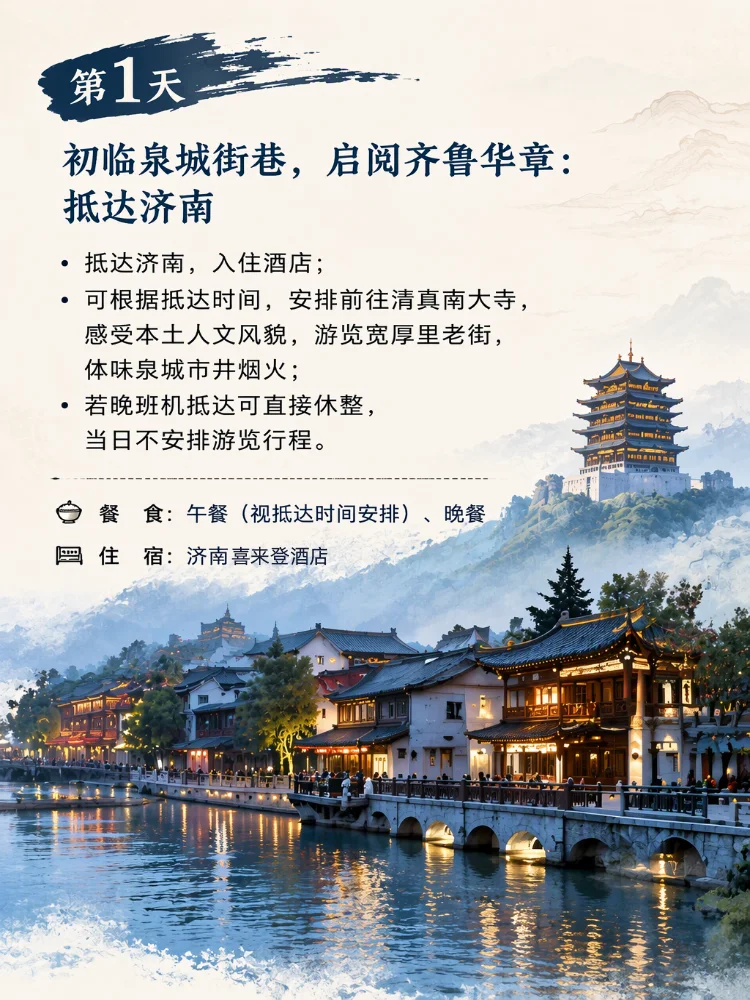 第1天
初临泉城街巷，启阅齐鲁华章：
抵达济南
• 抵达济南，入住酒店；
• 可根据抵达时间，安排前往清真南大寺，
感受本土人文风貌，游览宽厚里老街，
体味泉城市井烟火；
• 若晚班机抵达可直接休整，
当日不安排游览行程。
餐 食：午餐（视抵达时间安排）、晚餐
住 宿：济南喜来登酒店